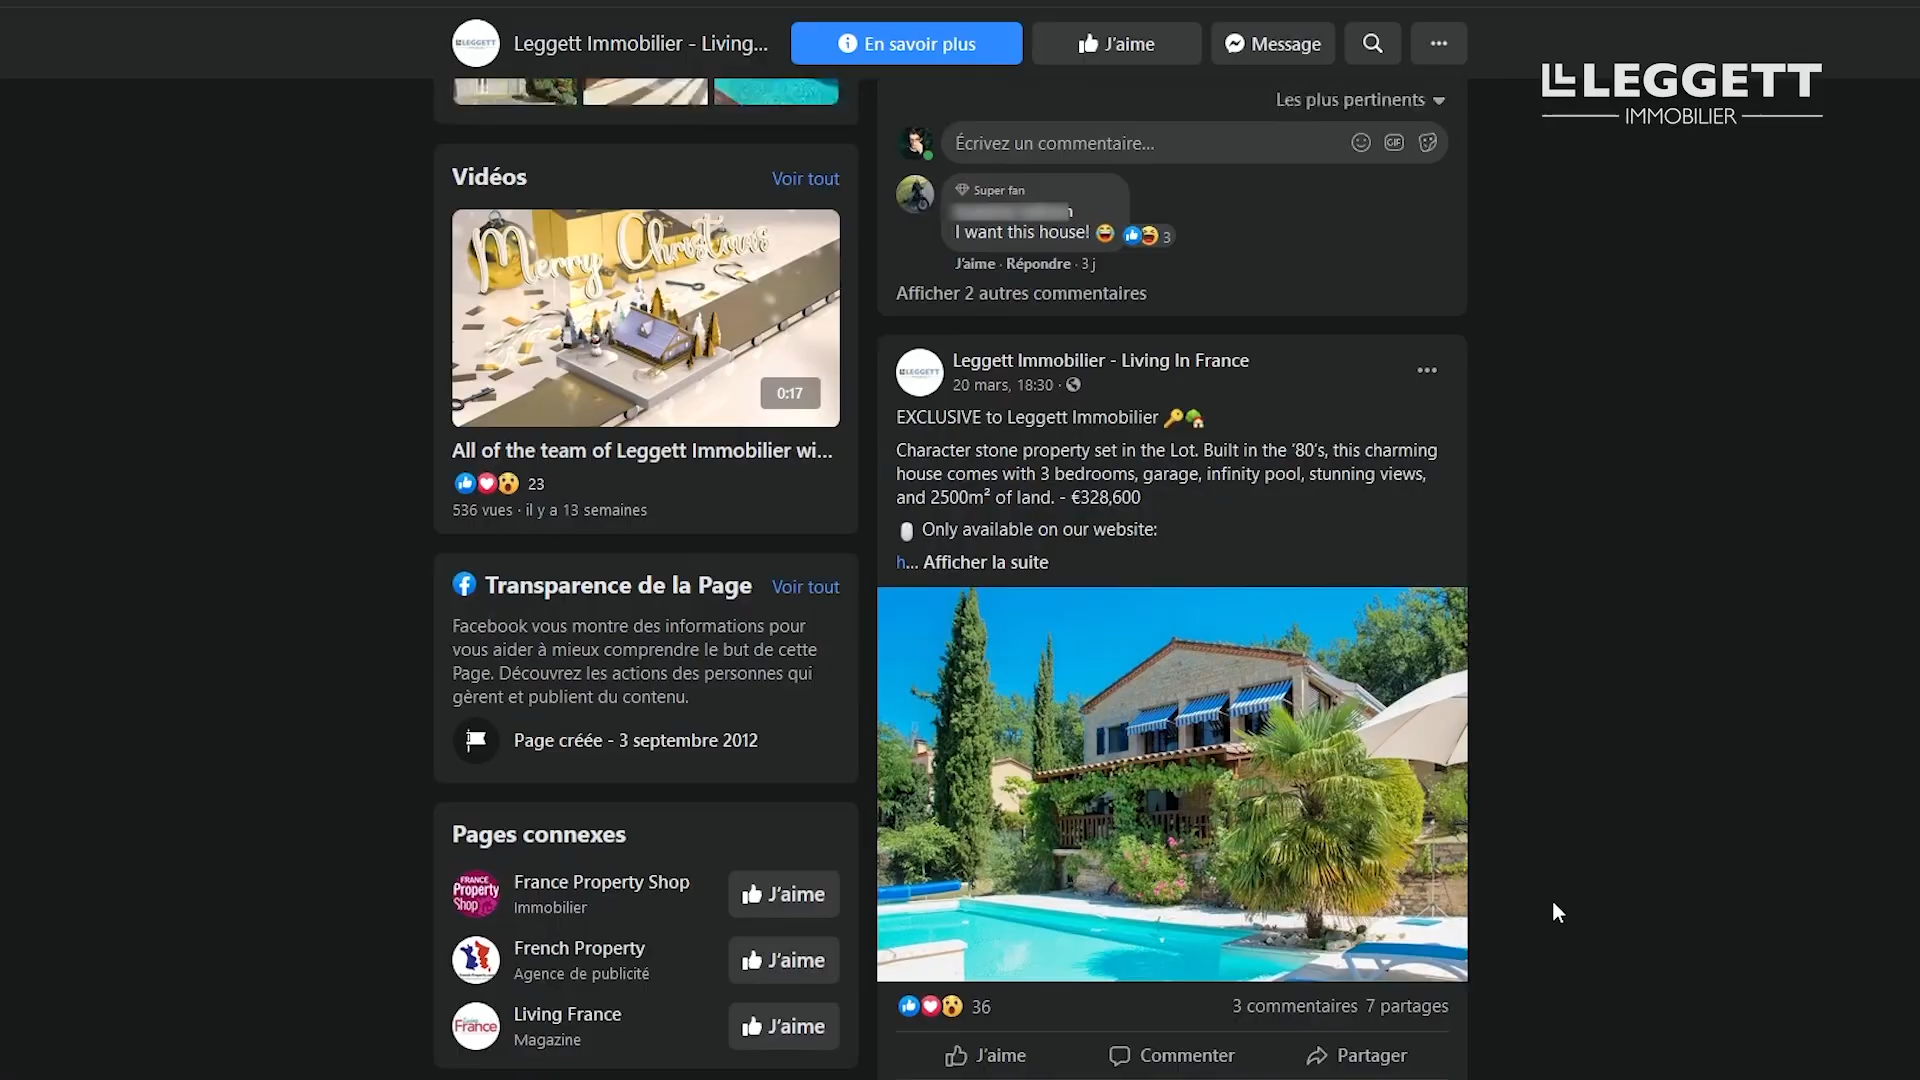 Leggett Immobilier - Living...
En savoir plus
J'aime
Message
LEGGETT
IMMOBILIER
Vidéos
Voir tout
Merry Christmas
0:17
All of the team of Leggett Immobilier wi...
23
536 vues · il y a 13 semaines
Transparence de la Page
Voir tout
Facebook vous montre des informations pour
vous aider à mieux comprendre le but de cette
Page. Découvrez les actions des personnes qui
gèrent et publient du contenu.
Page créée - 3 septembre 2012
Pages connexes
FRANCE
Property
Shop
France Property Shop
Immobilier
J'aime
French Property
Agence de publicité
J'aime
France
Living France
Magazine
J'aime
Les plus pertinents
Écrivez un commentaire...
GIF
Super fan
I want this house!
3
J'aime · Répondre · 3 j
Afficher 2 autres commentaires
LEGGETT
Leggett Immobilier - Living In France
20 mars, 18:30 ·
EXCLUSIVE to Leggett Immobilier
Character stone property set in the Lot. Built in the '80's, this charming
house comes with 3 bedrooms, garage, infinity pool, stunning views,
and 2500m² of land. - €328,600
Only available on our website:
h... Afficher la suite
36
3 commentaires 7 partages
J'aime
Commenter
Partager